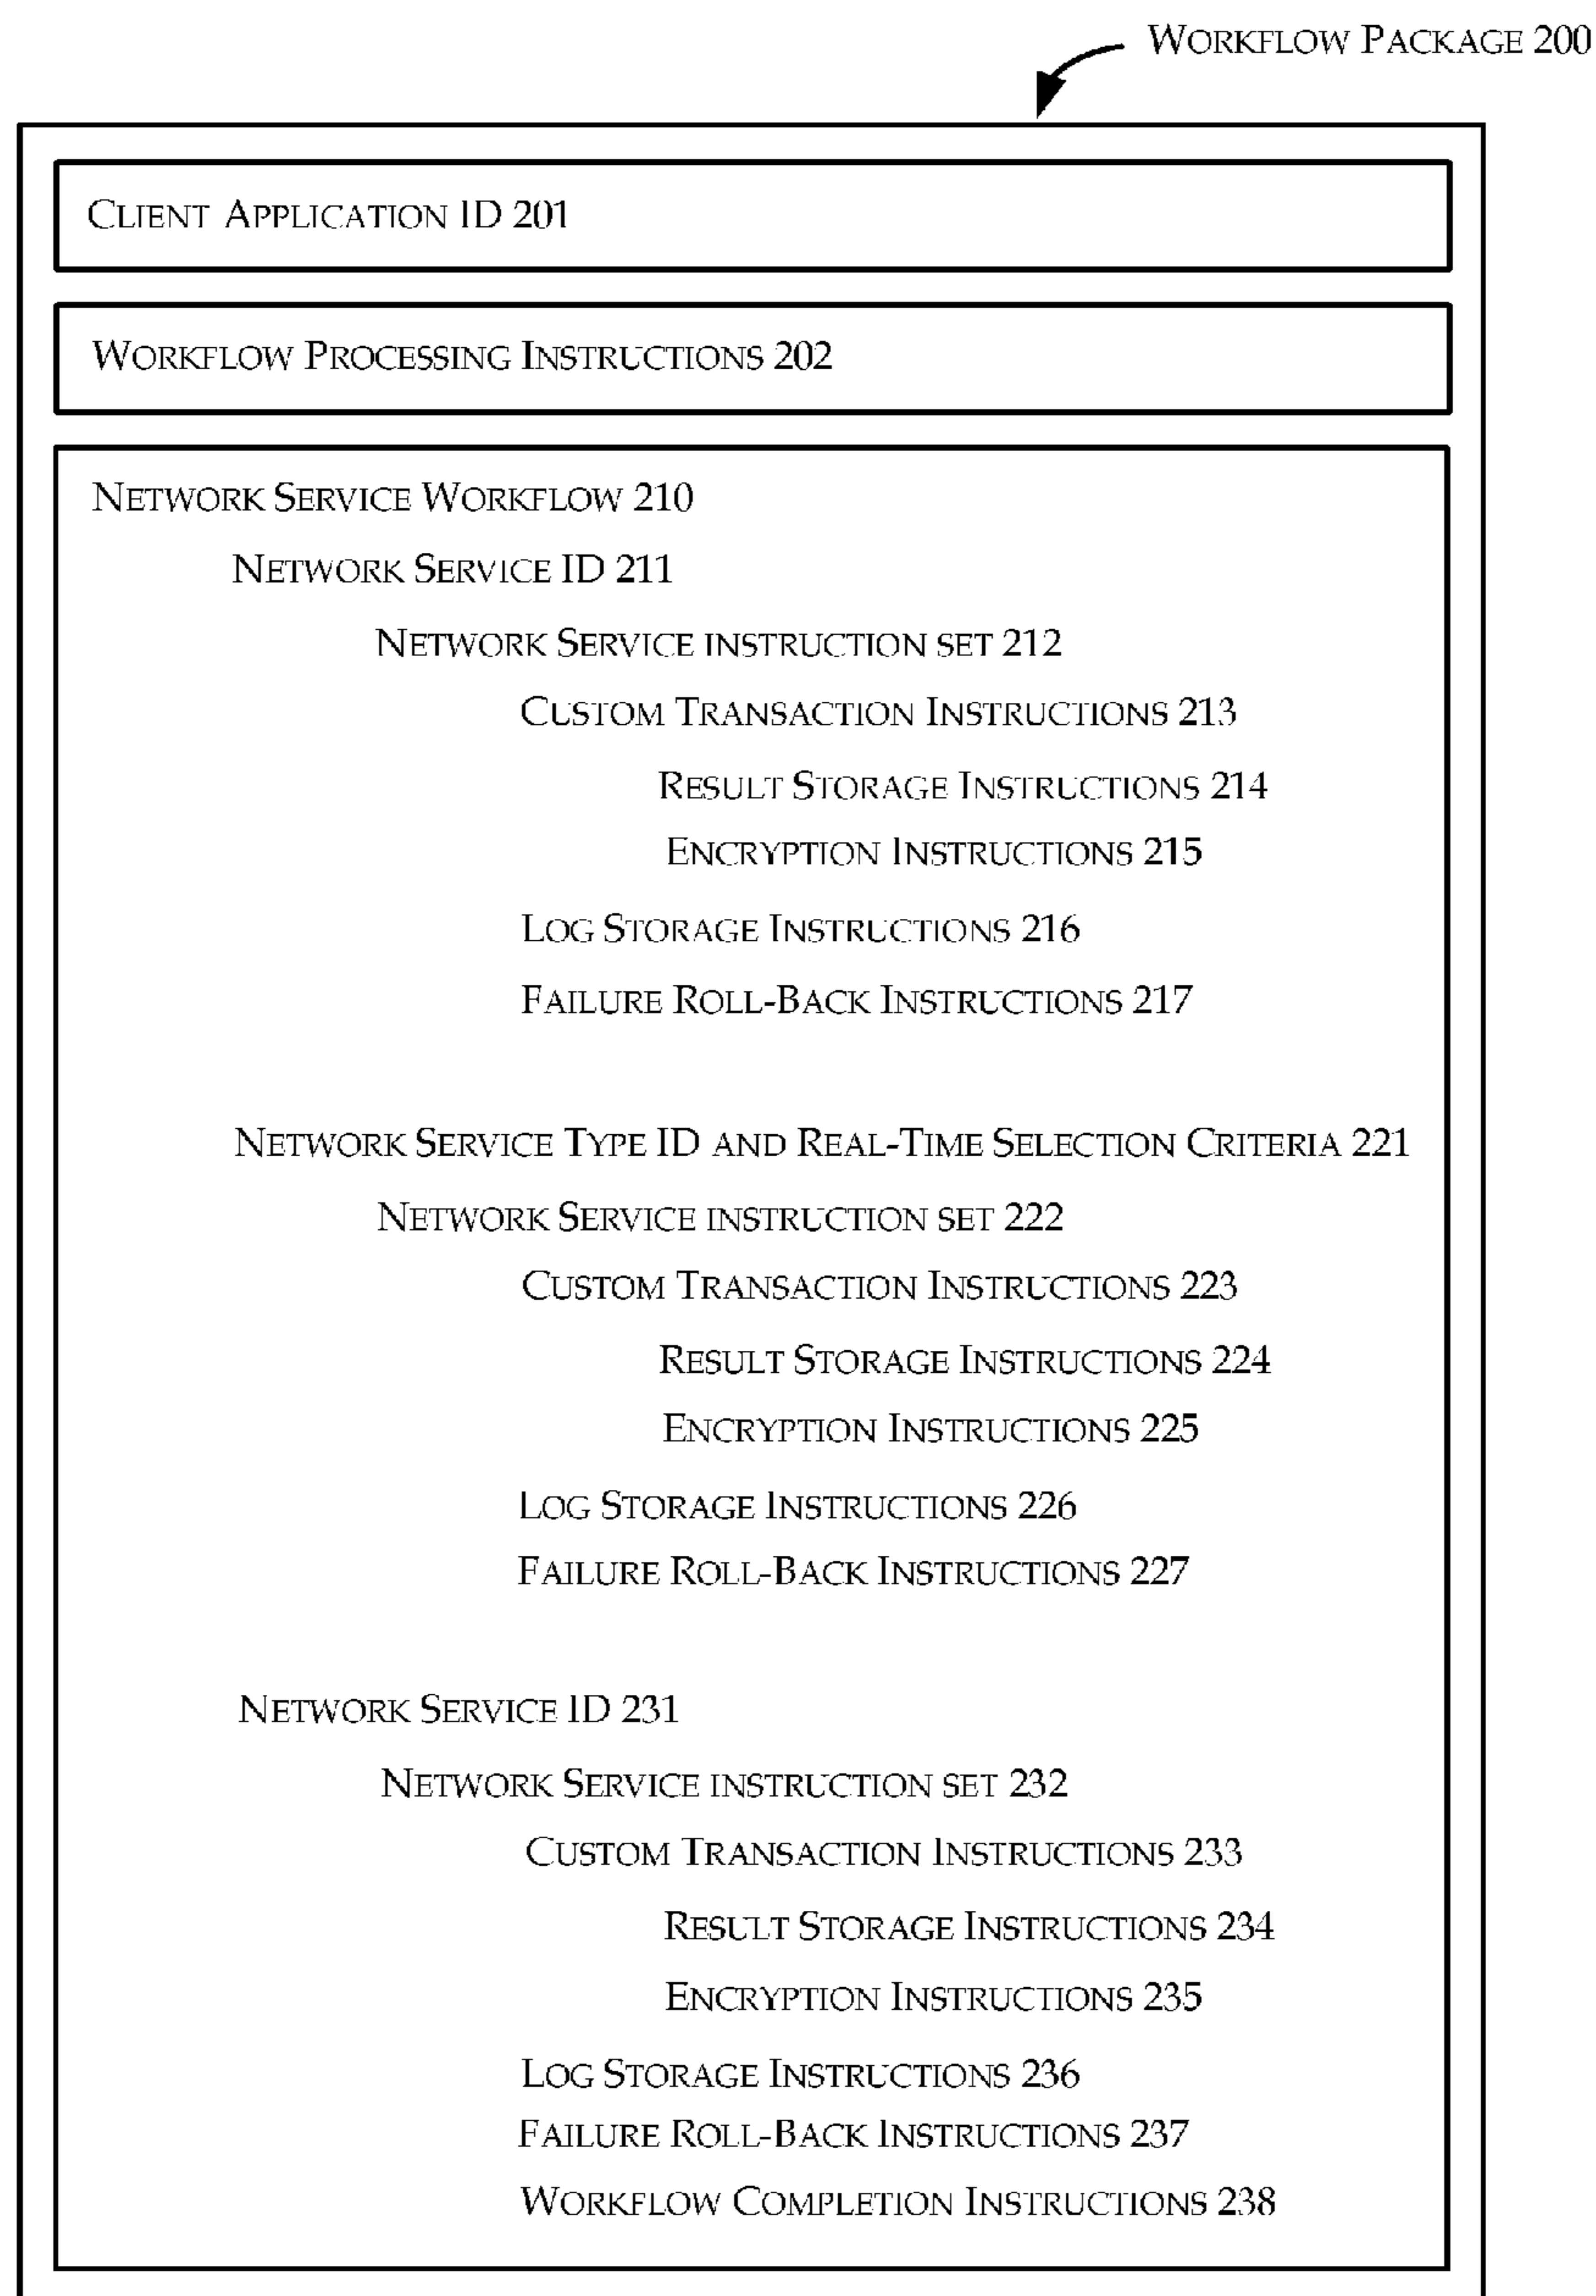 WORKFLOW PACKAGE 200
CLIENT APPLICATION ID 201
WORKFLOW PROCESSING INSTRUCTIONS 202
NETWORK SERVICE WORKFLOW 210
NETWORK SERVICE ID 211
NETWORK SERVICE INSTRUCTION SET 212
CUSTOM TRANSACTION INSTRUCTIONS 213
RESULT STORAGE INSTRUCTIONS 214
ENCRYPTION INSTRUCTIONS 215
LOG STORAGE INSTRUCTIONS 216
FAILURE ROLL-BACK INSTRUCTIONS 217
NETWORK SERVICE TYPE ID AND REAL-TIME SELECTION CRITERIA 221
NETWORK SERVICE INSTRUCTION SET 222
CUSTOM TRANSACTION INSTRUCTIONS 223
RESULT STORAGE INSTRUCTIONS 224
ENCRYPTION INSTRUCTIONS 225
LOG STORAGE INSTRUCTIONS 226
FAILURE ROLL-BACK INSTRUCTIONS 227
NETWORK SERVICE ID 231
NETWORK SERVICE INSTRUCTION SET 232
CUSTOM TRANSACTION INSTRUCTIONS 233
RESULT STORAGE INSTRUCTIONS 234
ENCRYPTION INSTRUCTIONS 235
LOG STORAGE INSTRUCTIONS 236
FAILURE ROLL-BACK INSTRUCTIONS 237
WORKFLOW COMPLETION INSTRUCTIONS 238